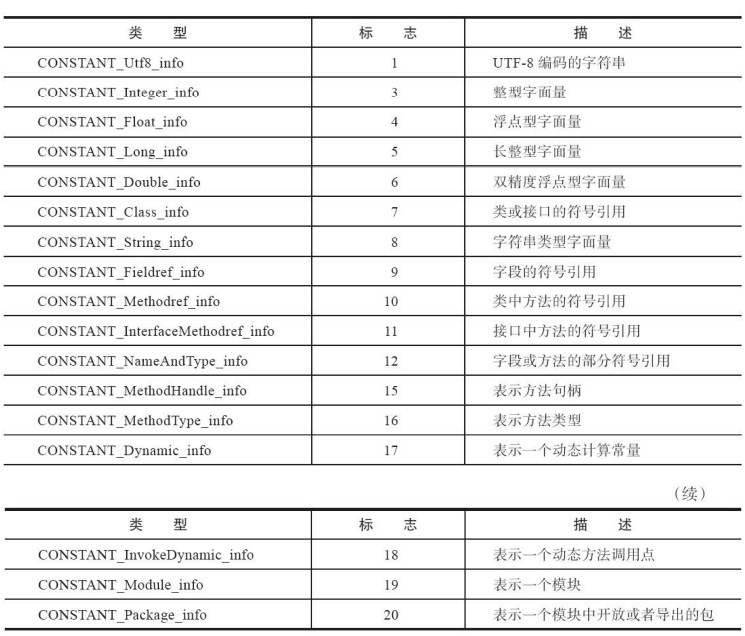 类 型 标 志 描 述
CONSTANT_Utf8_info 1 UTF-8 编码的字符串
CONSTANT_Integer_info 3 整型字面量
CONSTANT_Float_info 4 浮点型字面量
CONSTANT_Long_info 5 长整型字面量
CONSTANT_Double_info 6 双精度浮点型字面量
CONSTANT_Class_info 7 类或接口的符号引用
CONSTANT_String_info 8 字符串类型字面量
CONSTANT_Fieldref_info 9 字段的符号引用
CONSTANT_Methodref_info 10 类中方法的符号引用
CONSTANT_InterfaceMethodref_info 11 接口中方法的符号引用
CONSTANT_NameAndType_info 12 字段或方法的部分符号引用
CONSTANT_MethodHandle_info 15 表示方法句柄
CONSTANT_MethodType_info 16 表示方法类型
CONSTANT_Dynamic_info 17 表示一个动态计算常量
（续）
类 型 标 志 描 述
CONSTANT_InvokeDynamic_info 18 表示一个动态方法调用点
CONSTANT_Module_info 19 表示一个模块
CONSTANT_Package_info 20 表示一个模块中开放或者导出的包